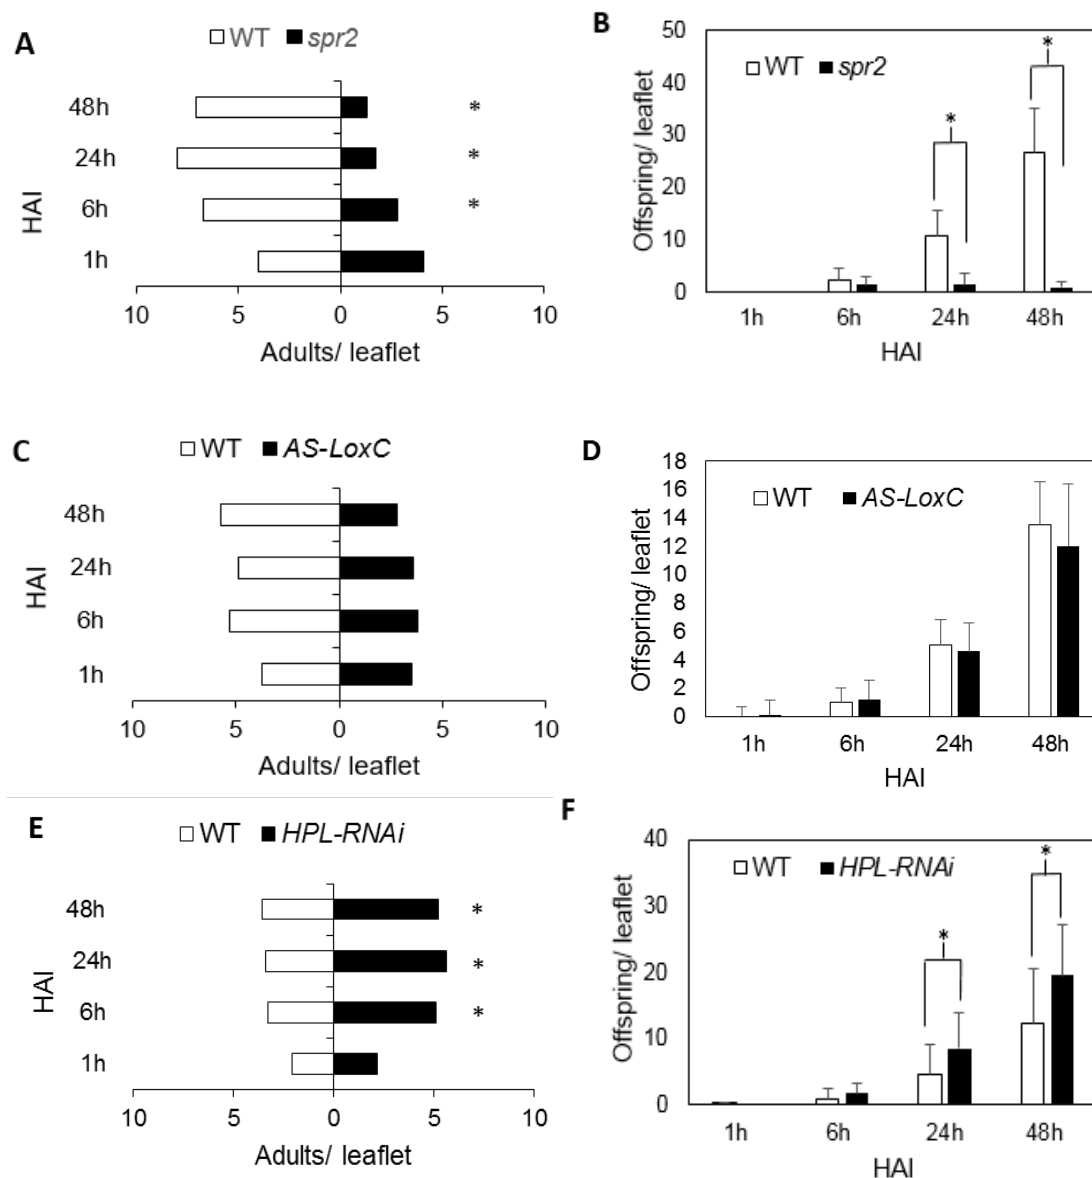 A
WT spr2
48h *
24h *
6h *
1h
HAI
10 5 0 5 10
Adults/ leaflet
B
50
40
30
20
10
0
Offspring/ leaflet
WT spr2
*
*
1h 6h 24h 48h
HAI
C
WT AS-LoxC
48h
24h
6h
1h
HAI
10 5 0 5 10
Adults/ leaflet
D
18
16
14
12
10
8
6
4
2
0
Offspring/ leaflet
WT AS-LoxC
1h 6h 24h 48h
HAI
E
WT HPL-RNAi
48h *
24h *
6h *
1h
HAI
10 5 0 5 10
Adults/ leaflet
F
40
30
20
10
0
Offspring/ leaflet
WT HPL-RNAi
*
*
1h 6h 24h 48h
HAI